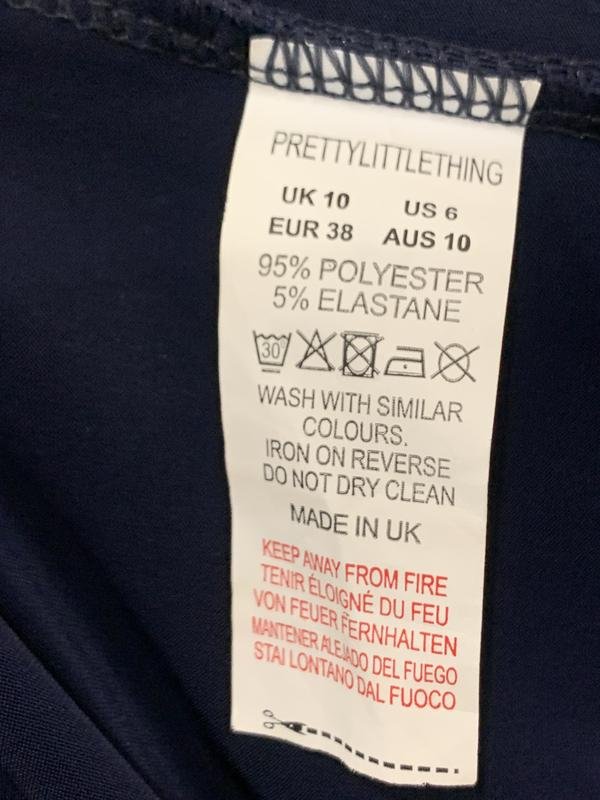 PRETTYLITTLETHING
UK 10 US 6
EUR 38 AUS 10
95% POLYESTER
5% ELASTANE
30°
WASH WITH SIMILAR
COLOURS.
IRON ON REVERSE
DO NOT DRY CLEAN
MADE IN UK
KEEP AWAY FROM FIRE
TENIR ÉLOIGNÉ DU FEU
VON FEUER FERNHALTEN
MANTENER ALEJADO DEL FUEGO
STAI LONTANO DAL FUOCO